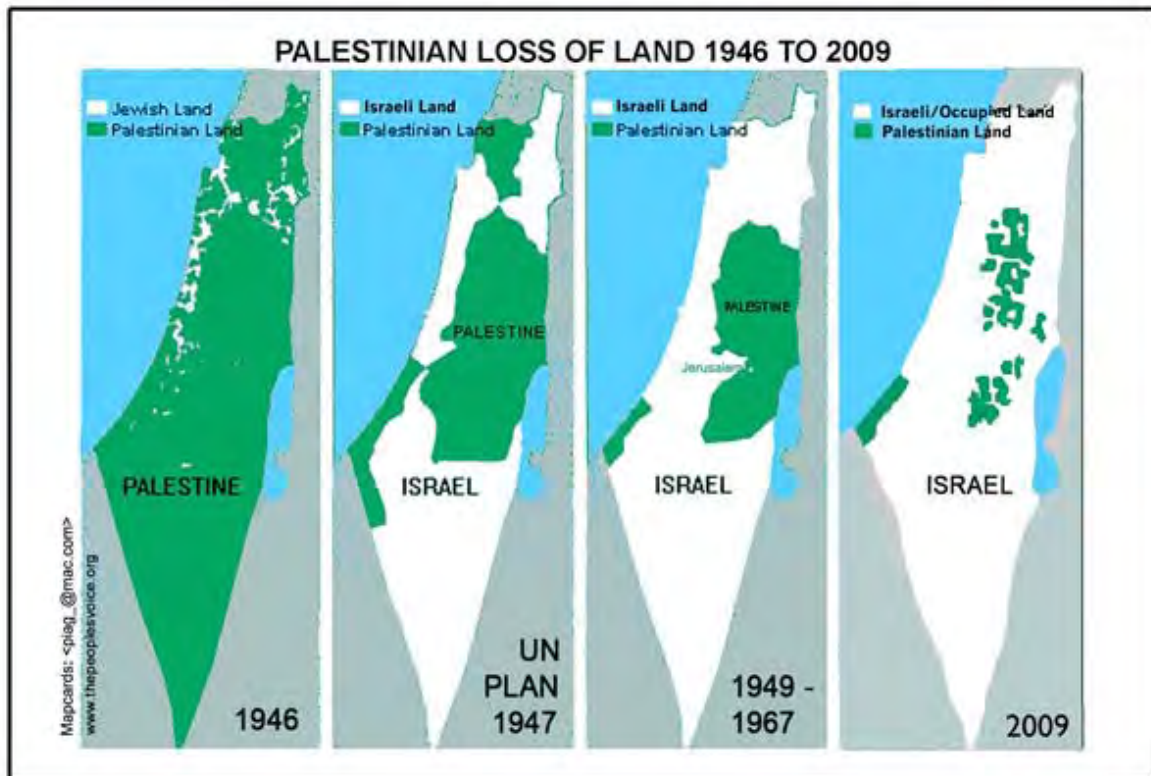 PALESTINIAN LOSS OF LAND 1946 TO 2009
Jewish Land
Palestinian Land
PALESTINE
1946
Mapcards: <piag_@mac.com>
www.thepeoplesvoice.org
Israeli Land
Palestinian Land
PALESTINE
ISRAEL
UN
PLAN
1947
Israeli Land
Palestinian Land
PALESTINE
Jerusalem
ISRAEL
1949 -
1967
Israeli/Occupied Land
Palestinian Land
ISRAEL
2009